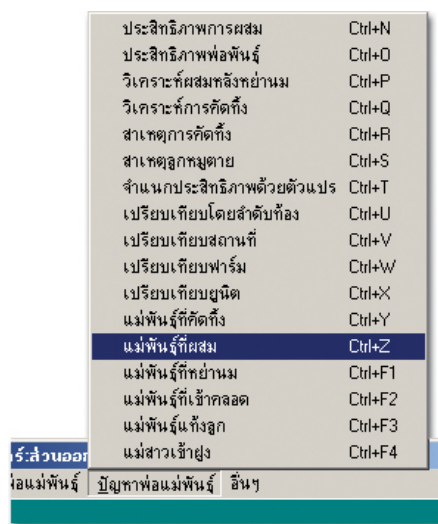 ประสิทธิภาพการผสม Ctrl+N
ประสิทธิภาพพ่อพันธุ์ Ctrl+O
วิเคราะห์ผสมหลังหย่านม Ctrl+P
วิเคราะห์การคัดทิ้ง Ctrl+Q
สาเหตุการคัดทิ้ง Ctrl+R
สาเหตุลูกหมูตาย Ctrl+S
จำแนกประสิทธิภาพด้วยตัวแปร Ctrl+T
เปรียบเทียบโดยลำดับท้อง Ctrl+U
เปรียบเทียบสถานที่ Ctrl+V
เปรียบเทียบฟาร์ม Ctrl+W
เปรียบเทียบยูนิต Ctrl+X
แม่พันธุ์ที่คัดทิ้ง Ctrl+Y
แม่พันธุ์ที่ผสม Ctrl+Z
แม่พันธุ์ที่หย่านม Ctrl+F1
แม่พันธุ์ที่เข้าคลอด Ctrl+F2
แม่พันธุ์แท้งลูก Ctrl+F3
แม่สาวเข้าฝูง Ctrl+F4
ร์:ส่วนออก
อแม่พันธุ์ ปัญหาพ่อแม่พันธุ์ อื่นๆ